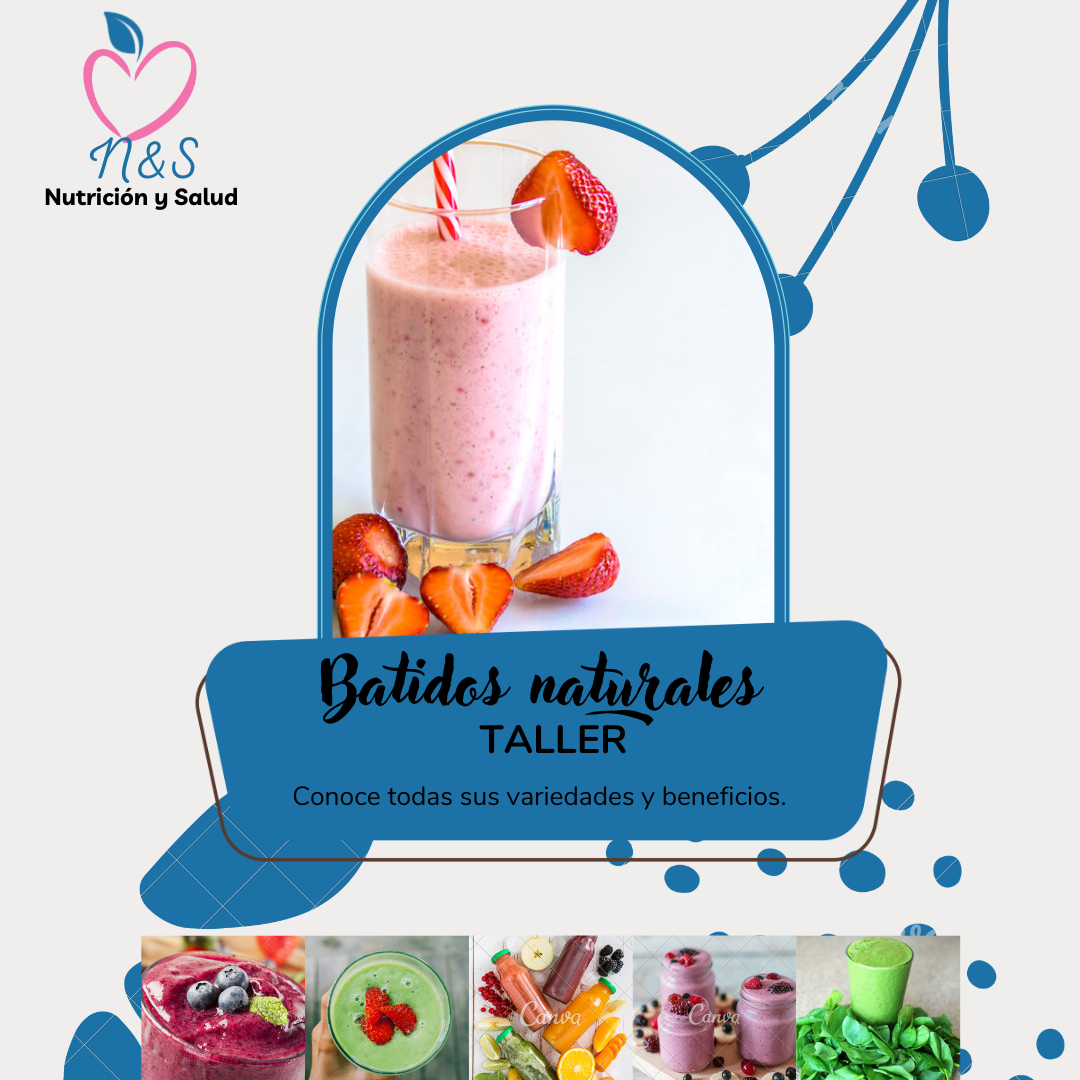 N&S
Nutrición y Salud
Batidos naturales
TALLER
Conoce todas sus variedades y beneficios.
Canva
Canva